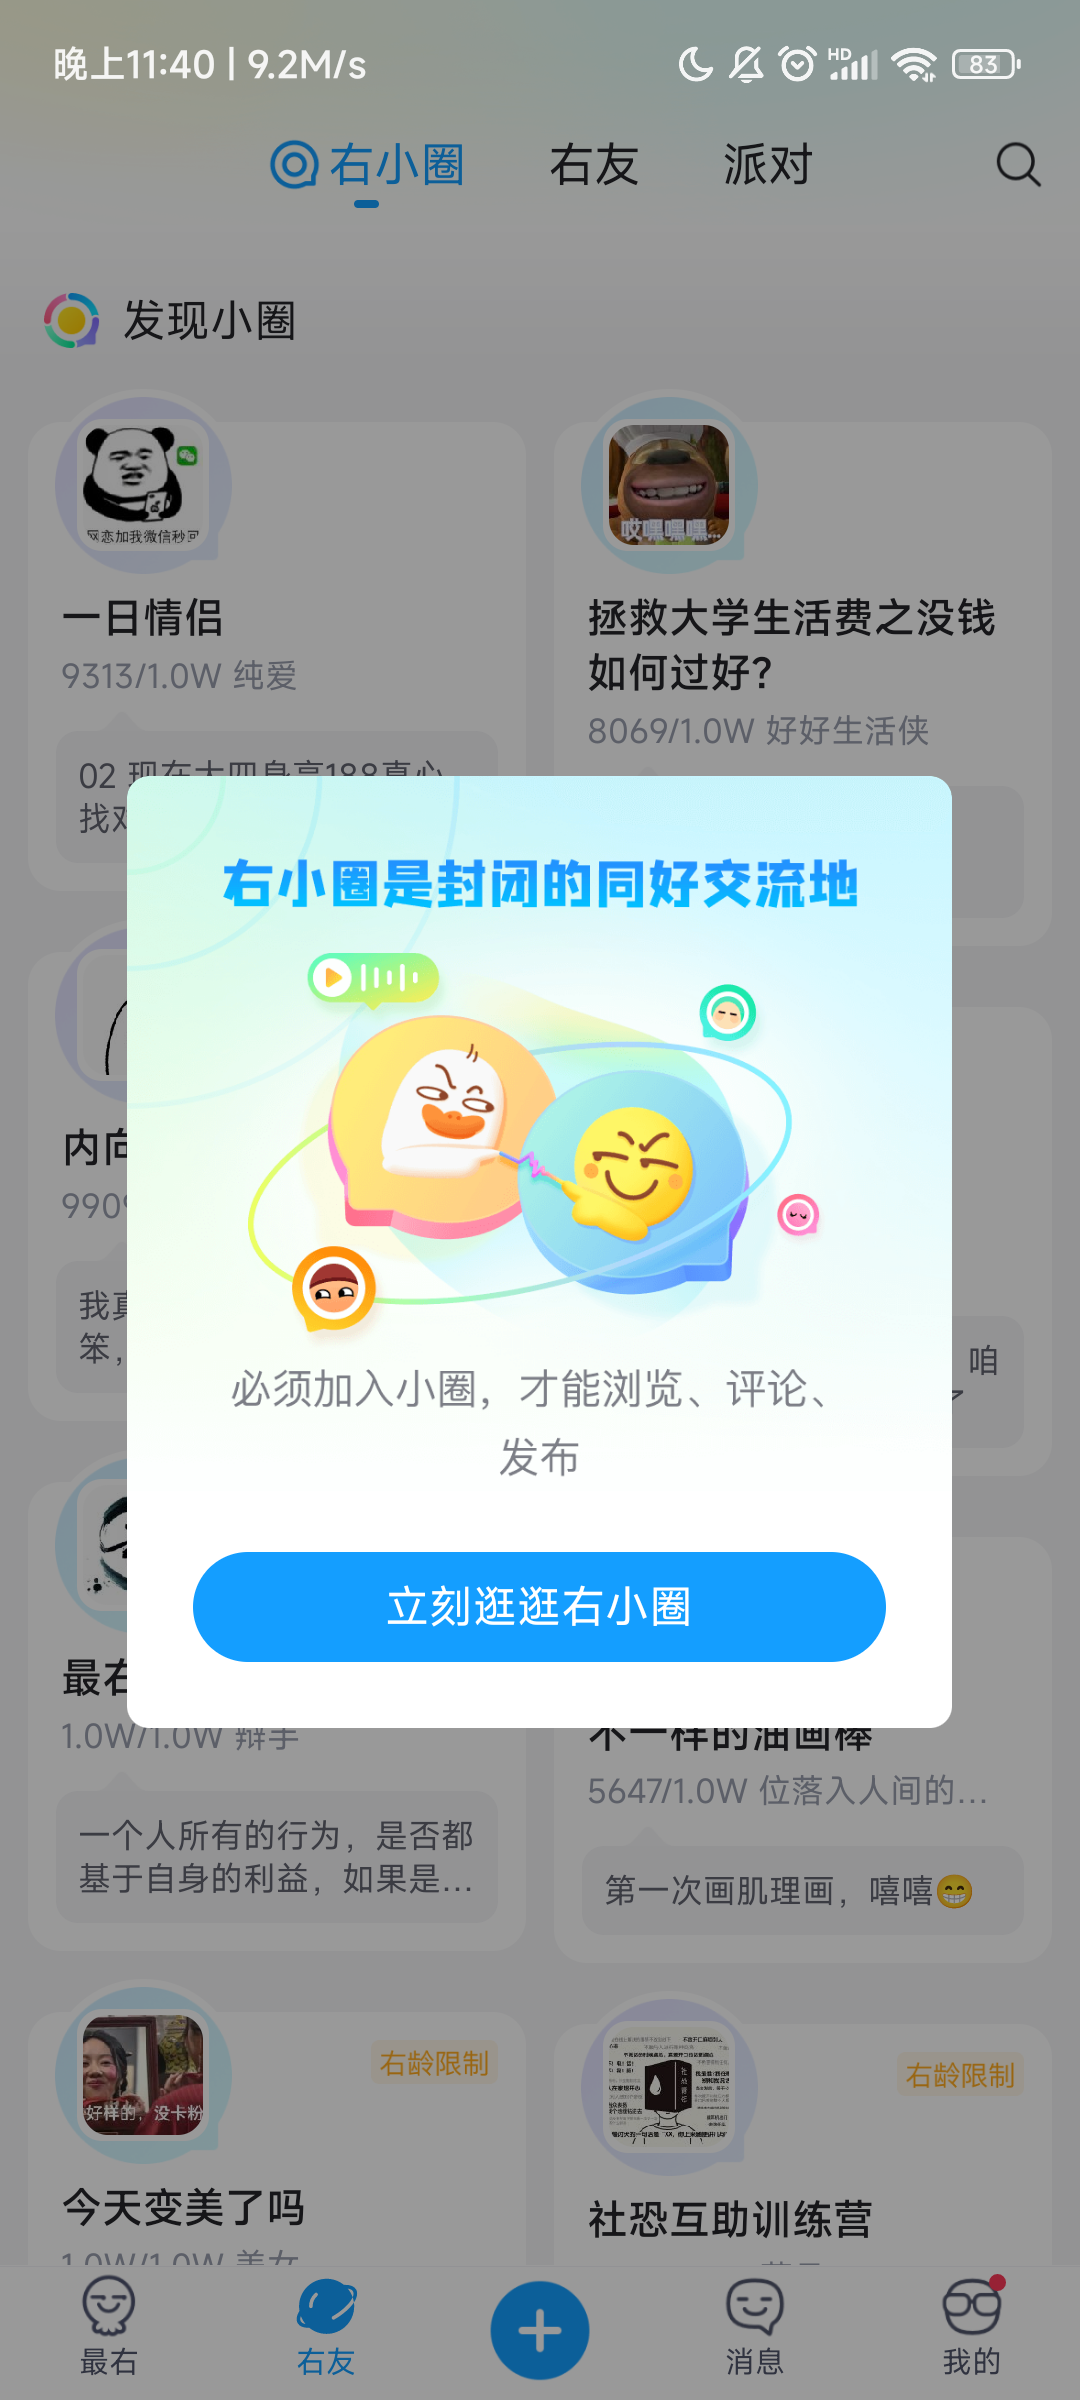 晚上11:40 | 9.2M/s
HD
83
右小圈
右友
派对
发现小圈
网恋加我微信秒回
哎嘿嘿嘿...
一日情侣
9313/1.0W 纯爱
拯救大学生活费之没钱
如何过好?
8069/1.0W 好好生活侠
02 现在大四身高188真心
找对
右小圈是封闭的同好交流地
内向
990
我真
笨，
咱
必须加入小圈，才能浏览、评论、
发布
立刻逛逛右小圈
最右
1.0W/1.0W 辩手
一个人所有的行为，是否都
基于自身的利益，如果是...
不一样的油画棒
5647/1.0W 位落入人间的...
第一次画肌理画，嘻嘻😁
好样的，没卡粉
右龄限制
今天变美了吗
1.0W/1.0W 美女
右龄限制
社恐互助训练营
最右
右友
消息
我的